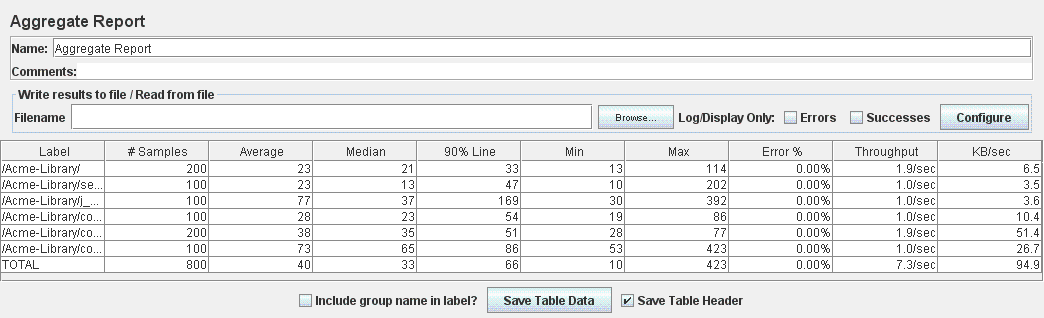 Aggregate Report
Name: Aggregate Report
Comments:
Write results to file / Read from file
Filename Browse... Log/Display Only: Errors Successes Configure
Label # Samples Average Median 90% Line Min Max Error % Throughput KB/sec
/Acme-Library/ 200 23 21 33 13 114 0.00% 1.9/sec 6.5
/Acme-Library/se... 100 23 13 47 10 202 0.00% 1.0/sec 3.5
/Acme-Library/j_... 100 77 37 169 30 392 0.00% 1.0/sec 3.6
/Acme-Library/co... 100 28 23 54 19 86 0.00% 1.0/sec 10.4
/Acme-Library/co... 200 38 35 51 28 77 0.00% 1.9/sec 51.4
/Acme-Library/co... 100 73 65 86 53 423 0.00% 1.0/sec 26.7
TOTAL 800 40 33 66 10 423 0.00% 7.3/sec 94.9
Include group name in label? Save Table Data Save Table Header